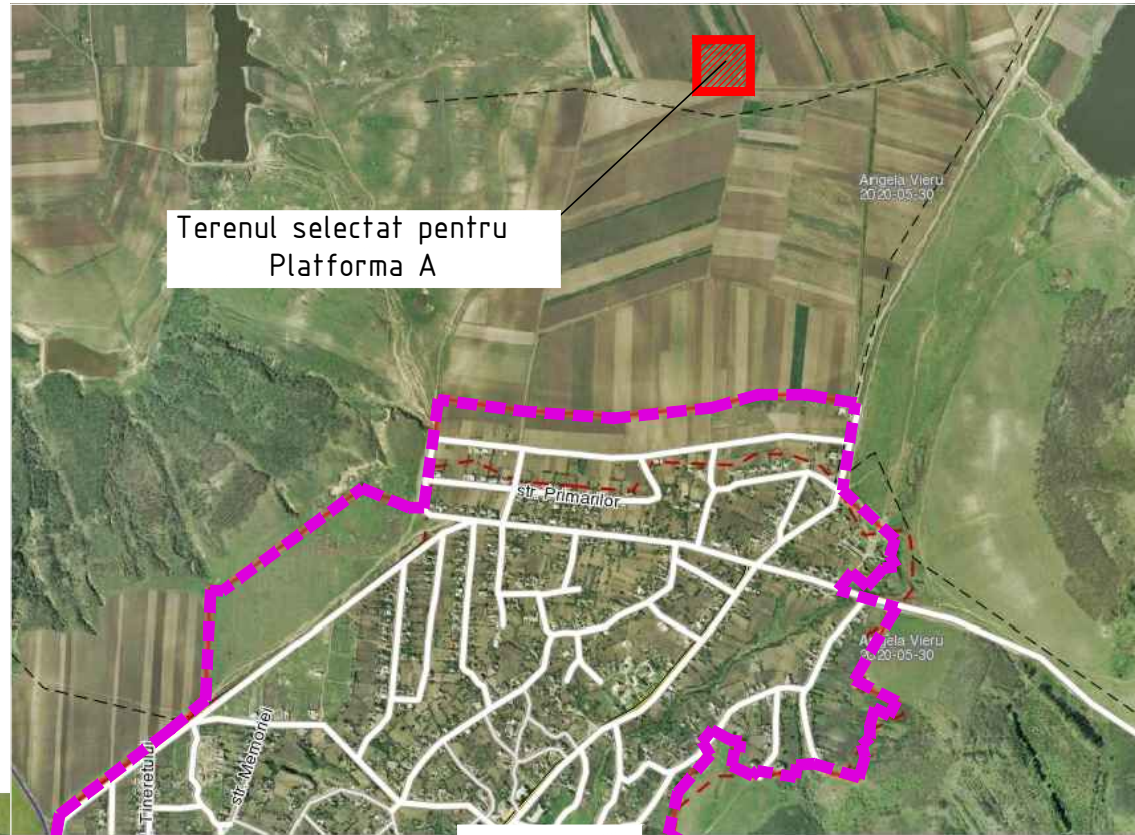 Angela Vieru
2020-05-30
Terenul selectat pentru
Platforma A
str. Primarilor
Angela Vieru
2020-05-30
str. Memoriei
Tineretului